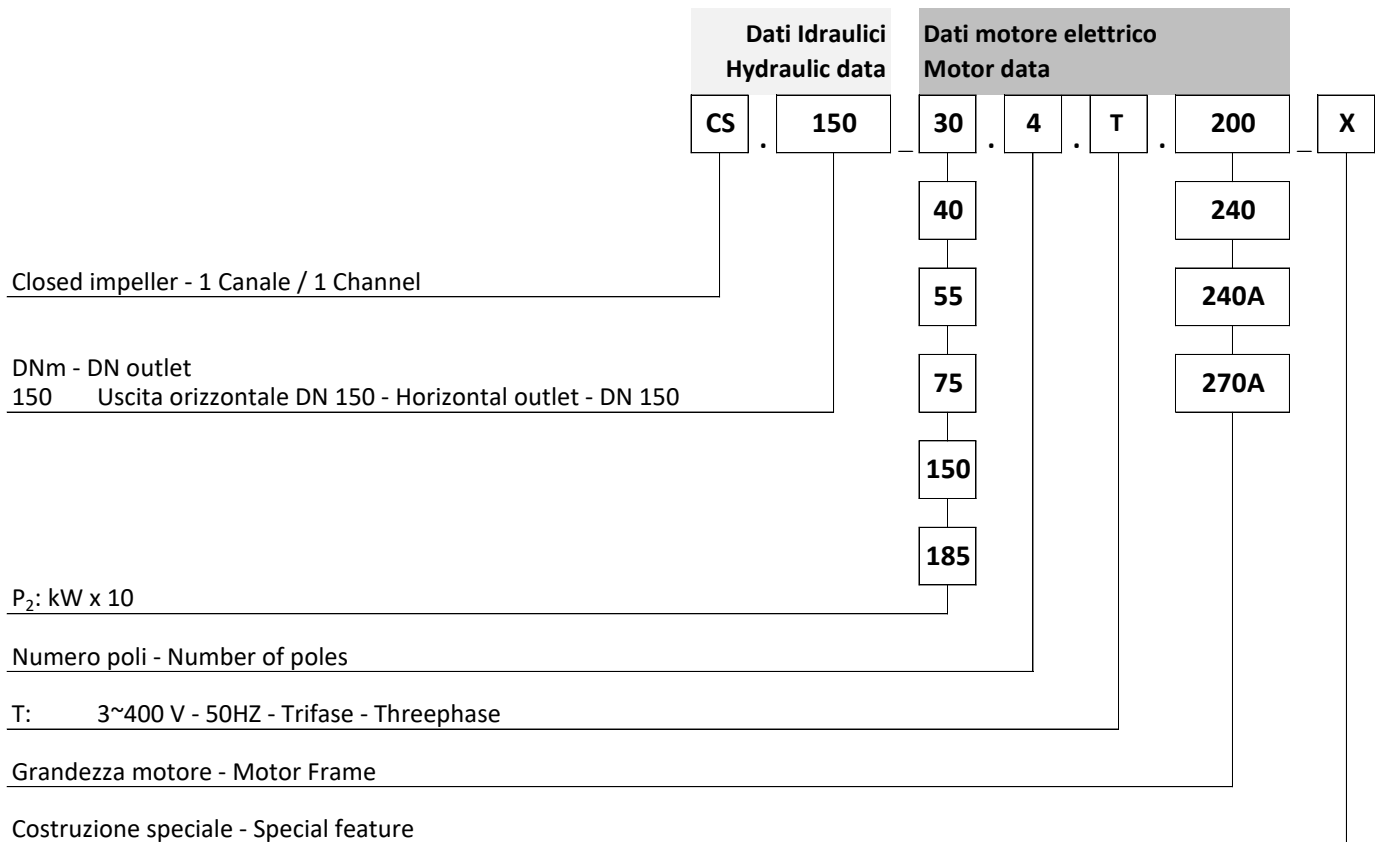 Dati Idraulici Dati motore elettrico
Hydraulic data Motor data
CS . 150 _ 30 . 4 . T . 200 _ X
40 240
Closed impeller - 1 Canale / 1 Channel
55 240A
DNm - DN outlet
75 270A
150 Uscita orizzontale DN 150 - Horizontal outlet - DN 150
150
185
P₂: kW x 10
Numero poli - Number of poles
T: 3~400 V - 50HZ - Trifase - Threephase
Grandezza motore - Motor Frame
Costruzione speciale - Special feature